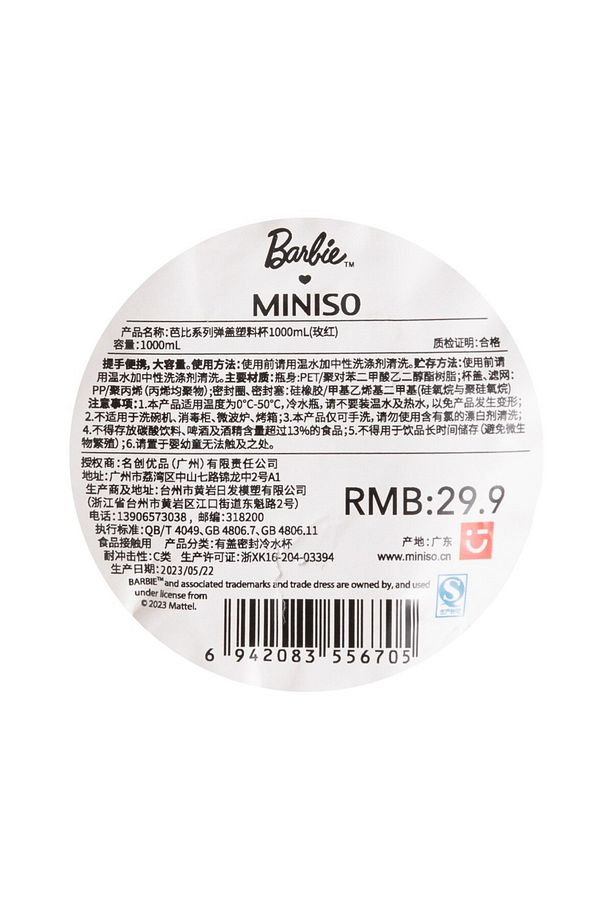 Barbie™
MINISO
产品名称:芭比系列弹盖塑料杯1000mL(玫红)
容量:1000mL 质检证明:合格
提手便携,大容量。使用方法:使用前请用温水加中性洗涤剂清洗。贮存方法:使用前请
用温水加中性洗涤剂清洗。主要材质:瓶身:PET/聚对苯二甲酸乙二醇酯树脂;杯盖、滤网:
PP/聚丙烯(丙烯均聚物);密封圈、密封塞:硅橡胶/甲基乙烯基二甲基(硅氧烷与聚硅氧烷)
注意事项:1.本产品适用温度为0℃-50℃,冷水瓶,请不要装温水及热水,以免产品发生变形;
2.不适用于洗碗机、消毒柜、微波炉、烤箱;3.本产品仅可手洗,请勿使用含有氯的漂白剂清洗;
4.不得存放碳酸饮料、啤酒及酒精含量超过13%的食品;5.不得用于饮品长时间储存(避免微生
物繁殖);6.请置于婴幼童无法触及之处。
授权商:名创优品(广州)有限责任公司
地址:广州市荔湾区中山七路锦龙中2号A1
生产商及地址:台州市黄岩日发模塑有限公司
(浙江省台州市黄岩区江口街道东魁路2号)
电话:13906573038,邮编:318200
执行标准:QB/T 4049、GB 4806.7、GB 4806.11
食品接触用 产品分类:有盖密封冷水杯
耐冲击性:C类 生产许可证:浙XK16-204-03394
生产日期:2023/05/22
RMB:29.9
产地:广东
www.miniso.cn
BARBIE™ and associated trademarks and trade dress are owned by, and used
under license from
©2023 Mattel.
生产许可
6 942083 556705